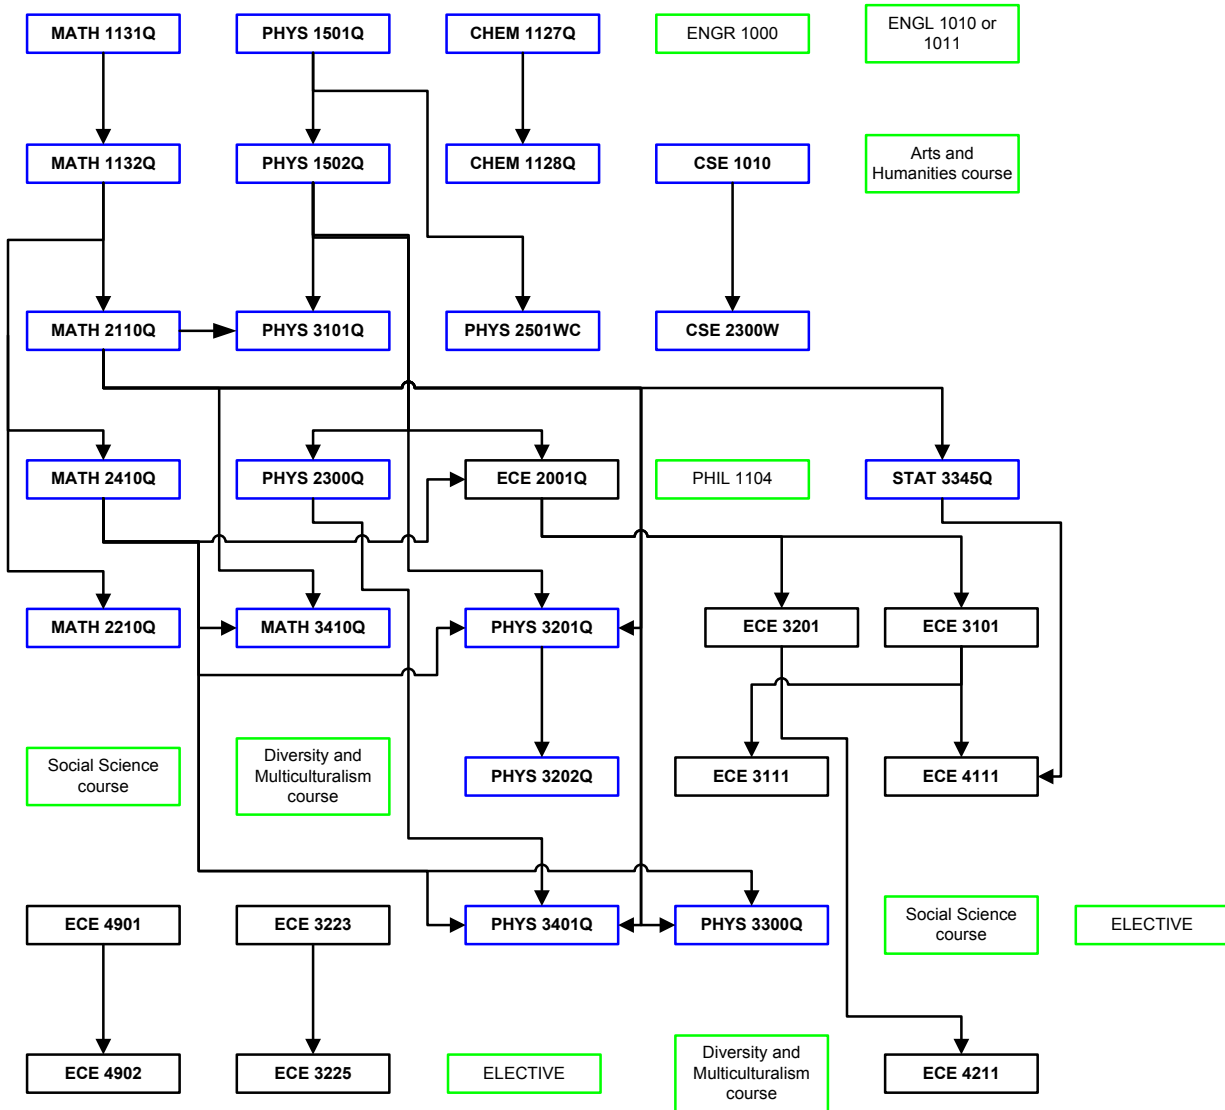 MATH 1131Q
PHYS 1501Q
CHEM 1127Q
ENGR 1000
ENGL 1010 or
1011
MATH 1132Q
PHYS 1502Q
CHEM 1128Q
CSE 1010
Arts and
Humanities course
MATH 2110Q
PHYS 3101Q
PHYS 2501WC
CSE 2300W
MATH 2410Q
PHYS 2300Q
ECE 2001Q
PHIL 1104
STAT 3345Q
MATH 2210Q
MATH 3410Q
PHYS 3201Q
ECE 3201
ECE 3101
Social Science
course
Diversity and
Multiculturalism
course
PHYS 3202Q
ECE 3111
ECE 4111
ECE 4901
ECE 3223
PHYS 3401Q
PHYS 3300Q
Social Science
course
ELECTIVE
ECE 4902
ECE 3225
ELECTIVE
Diversity and
Multiculturalism
course
ECE 4211